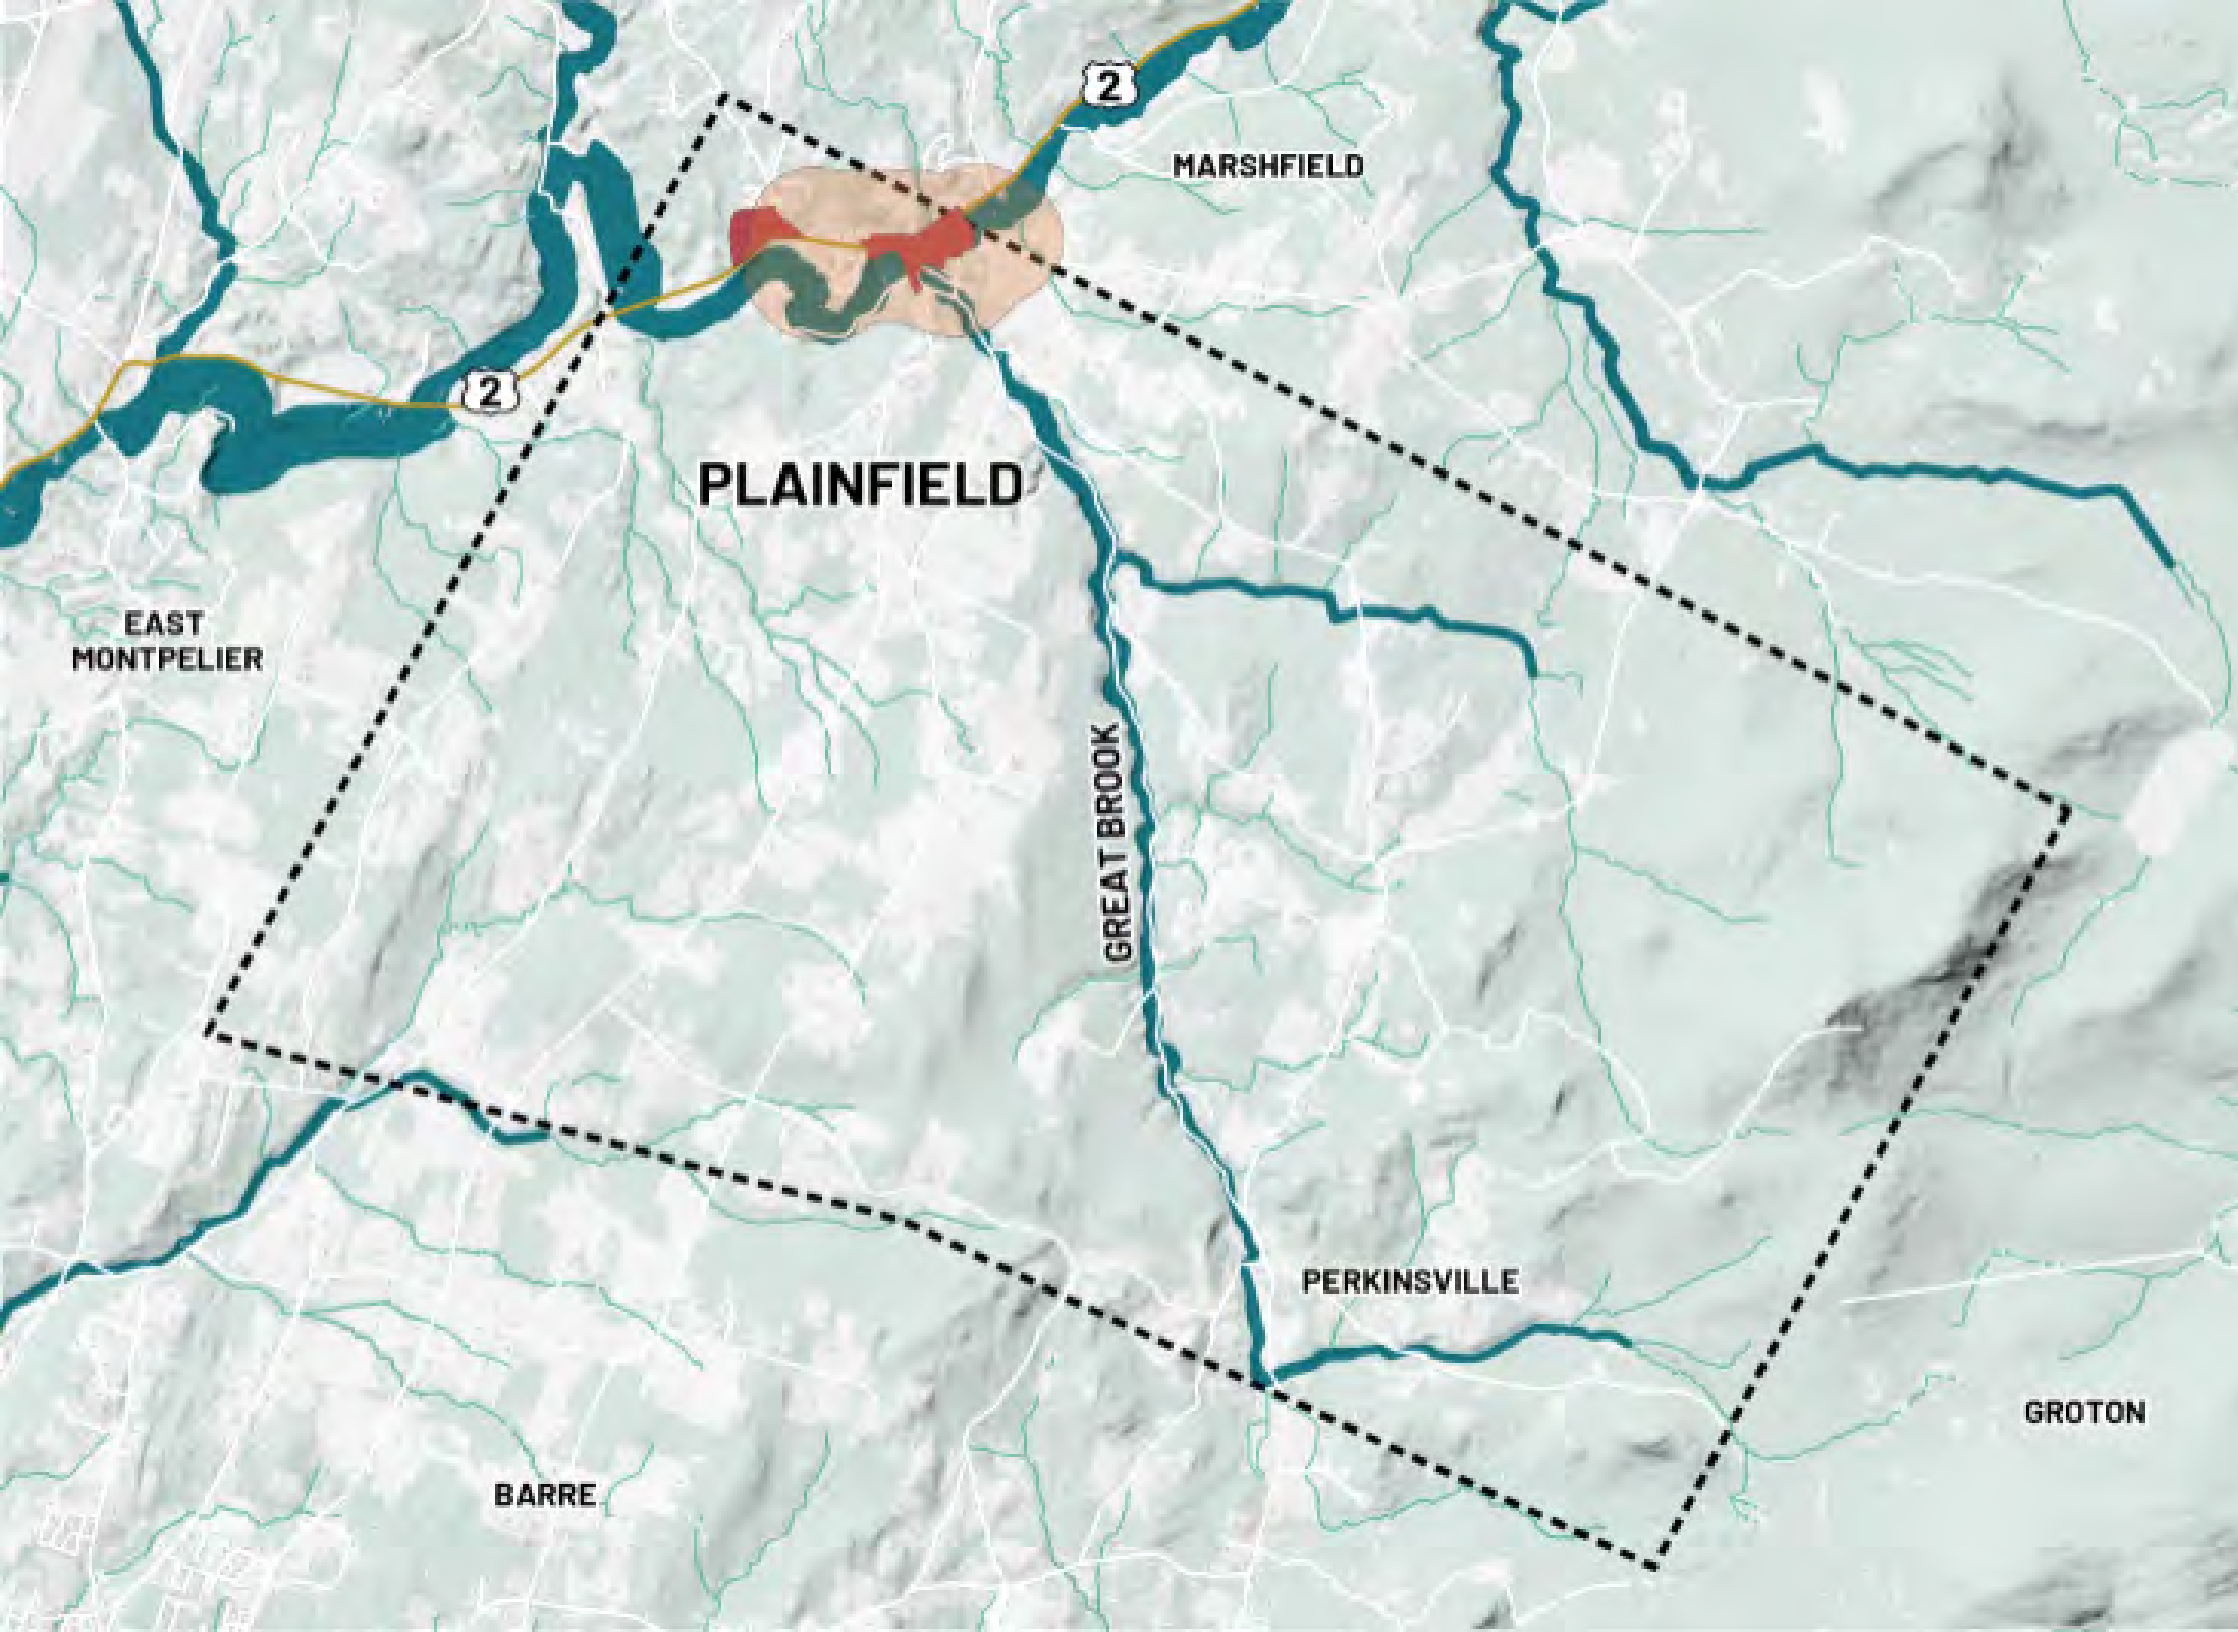 2
MARSHFIELD
2
PLAINFIELD
EAST
MONTPELIER
GREAT BROOK
PERKINSVILLE
GROTON
BARRE